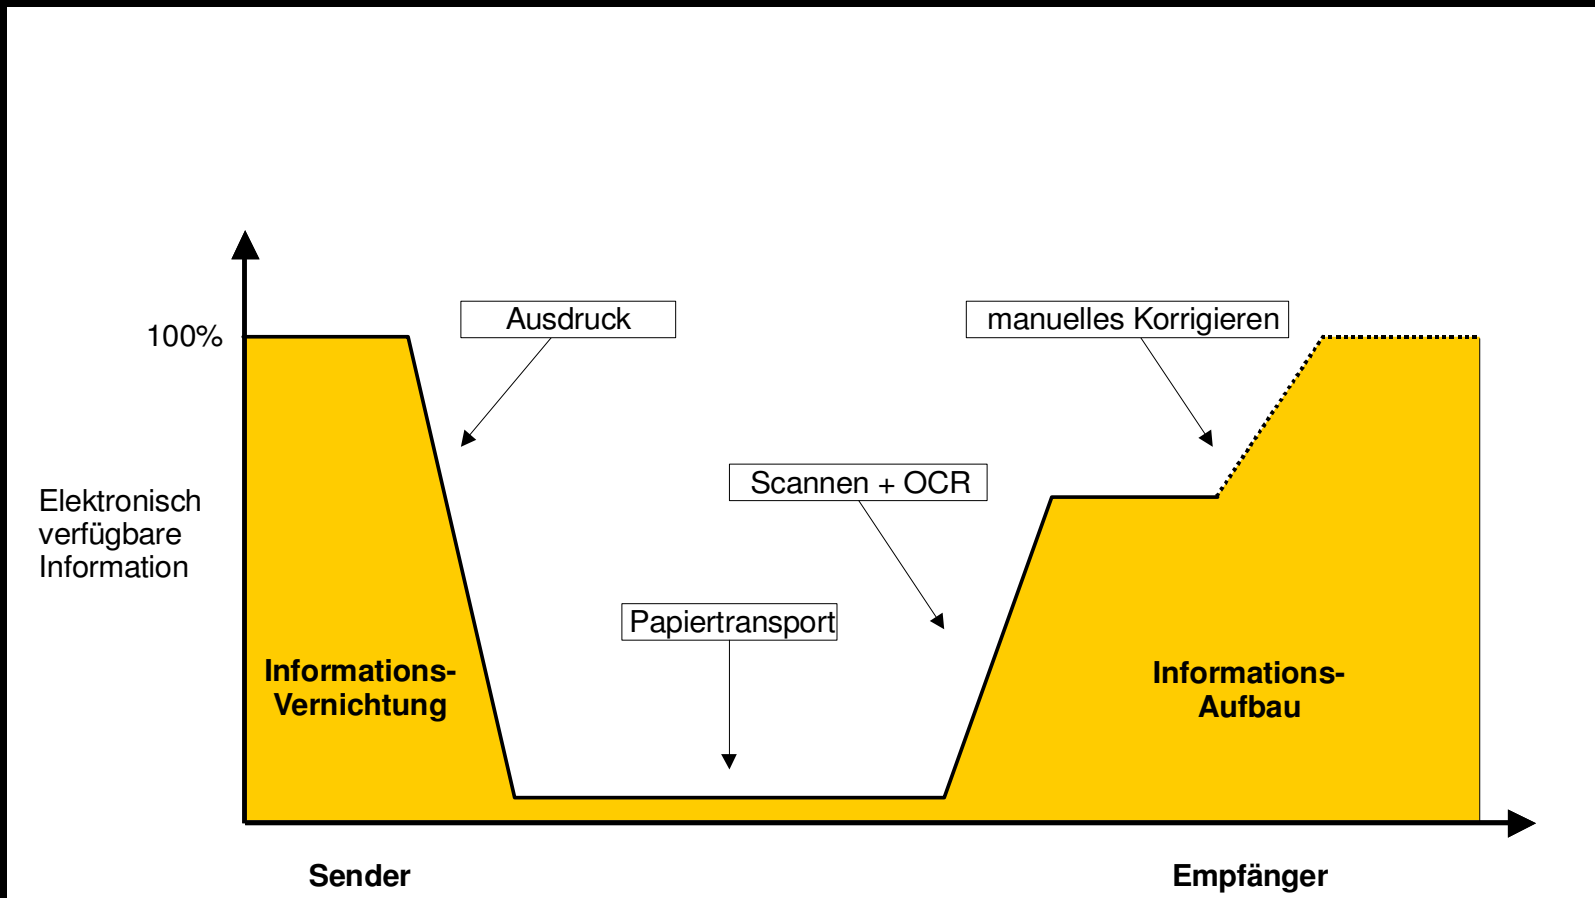 Ausdruck
manuelles Korrigieren
100%
Scannen + OCR
Elektronisch
verfügbare
Information
Papiertransport
Informations-
Vernichtung
Informations-
Aufbau
Sender
Empfänger